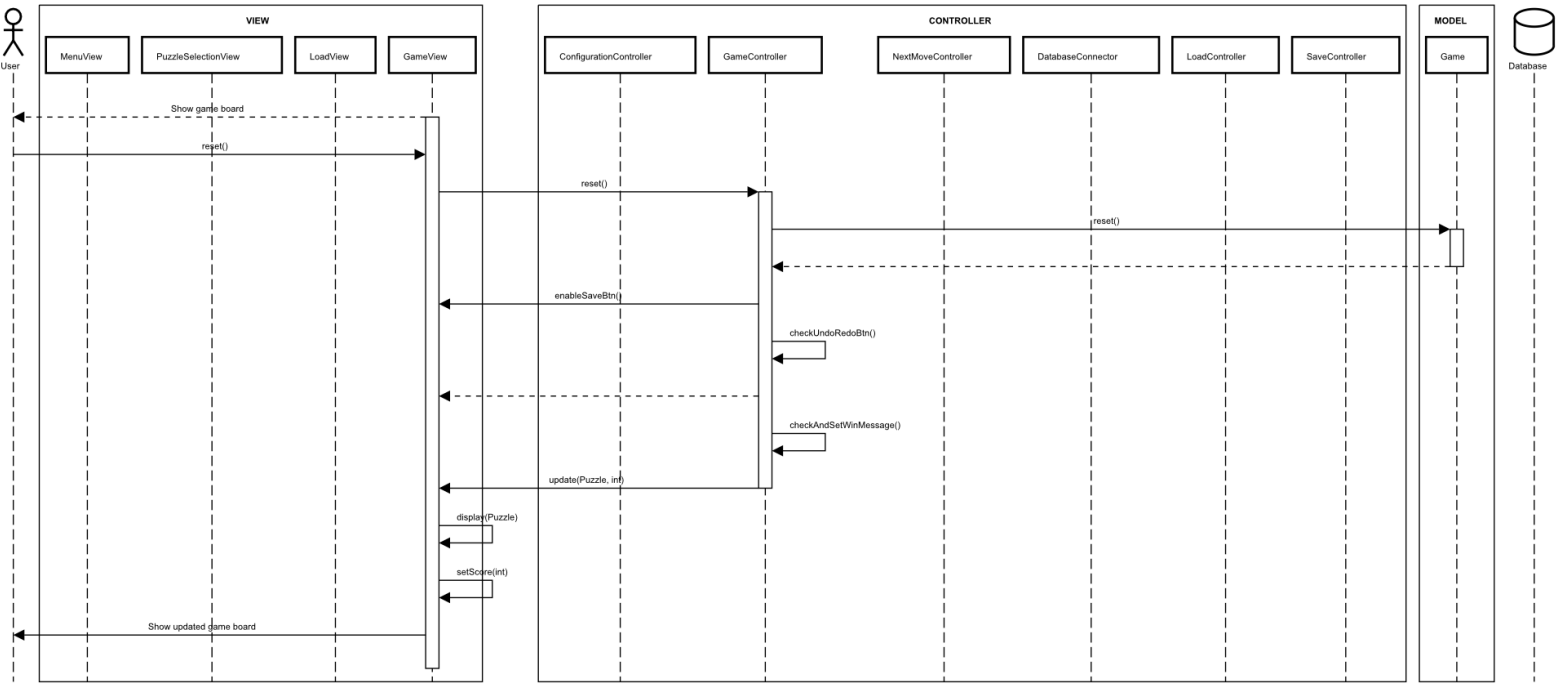 VIEW
CONTROLLER
MODEL
User
MenuView
PuzzleSelectionView
LoadView
GameView
ConfigurationController
GameController
NextMoveController
DatabaseConnector
LoadController
SaveController
Game
Database
Show game board
reset()
reset()
reset()
enableSaveBtn()
checkUndoRedoBtn()
checkAndSetWinMessage()
update(Puzzle, int)
display(Puzzle)
setScore(int)
Show updated game board